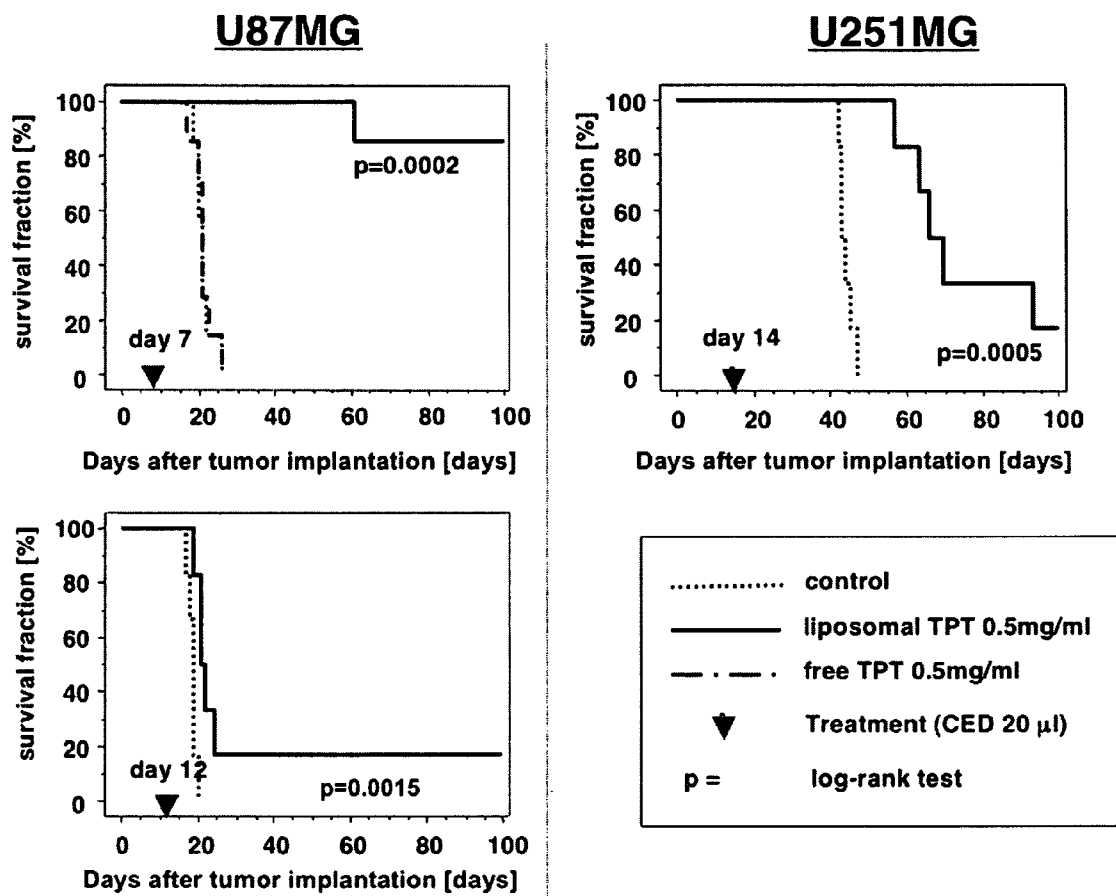 U87MG
survival fraction [%]
100
80
60
40
20
0
p=0.0002
day 7
0 20 40 60 80 100
Days after tumor implantation [days]
U251MG
survival fraction [%]
100
80
60
40
20
0
day 14
p=0.0005
0 20 40 60 80 100
Days after tumor implantation [days]
survival fraction [%]
100
80
60
40
20
0
day 12
p=0.0015
0 20 40 60 80 100
Days after tumor implantation [days]
control
liposomal TPT 0.5mg/ml
free TPT 0.5mg/ml
Treatment (CED 20 µl)
p = log-rank test